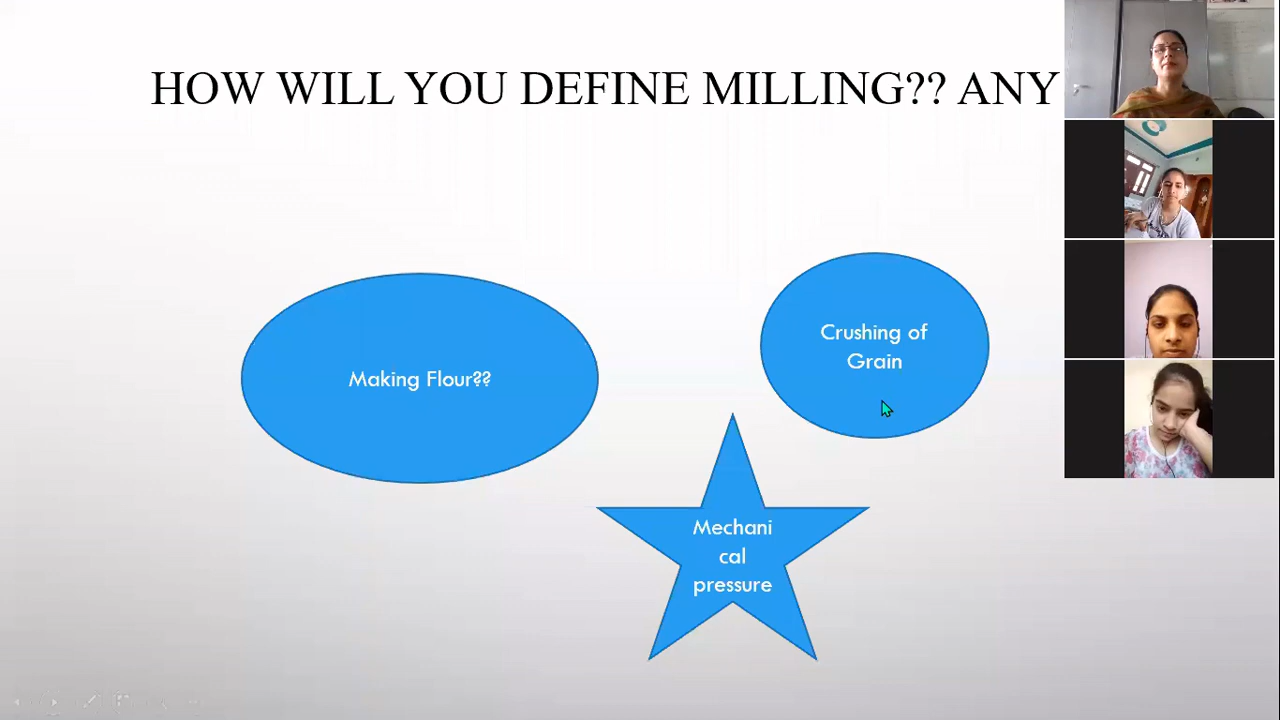 HOW WILL YOU DEFINE MILLING?? ANY
Making Flour??
Crushing of
Grain
Mechani
cal
pressure